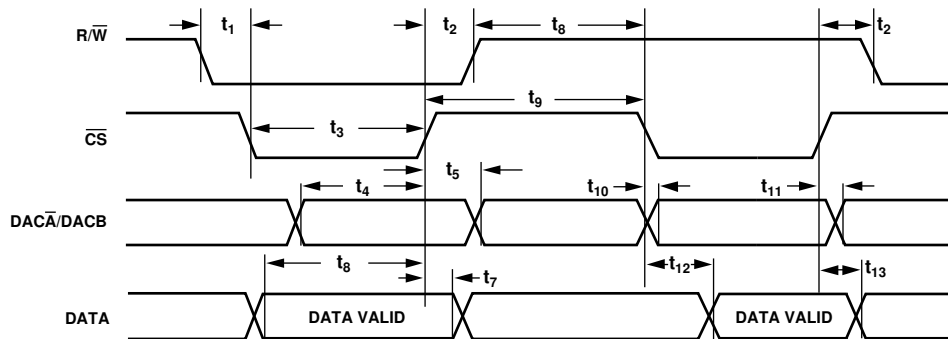 R/W̅ t1 t2 t8 t2
t9
C̅S̅ t3
t5
t4 t10 t11
DACA̅/DACB
t8 t7 t12 t13
DATA DATA VALID DATA VALID